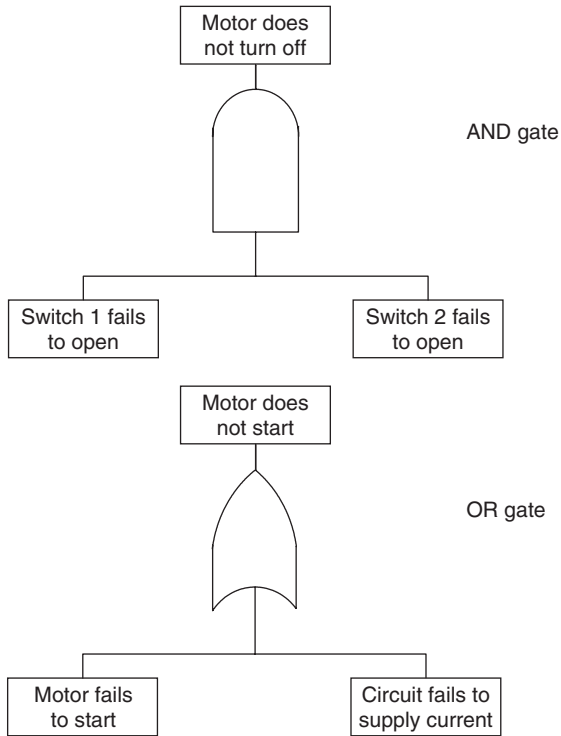 Motor does
not turn off
AND gate
Switch 1 fails
to open
Switch 2 fails
to open
Motor does
not start
OR gate
Motor fails
to start
Circuit fails to
supply current